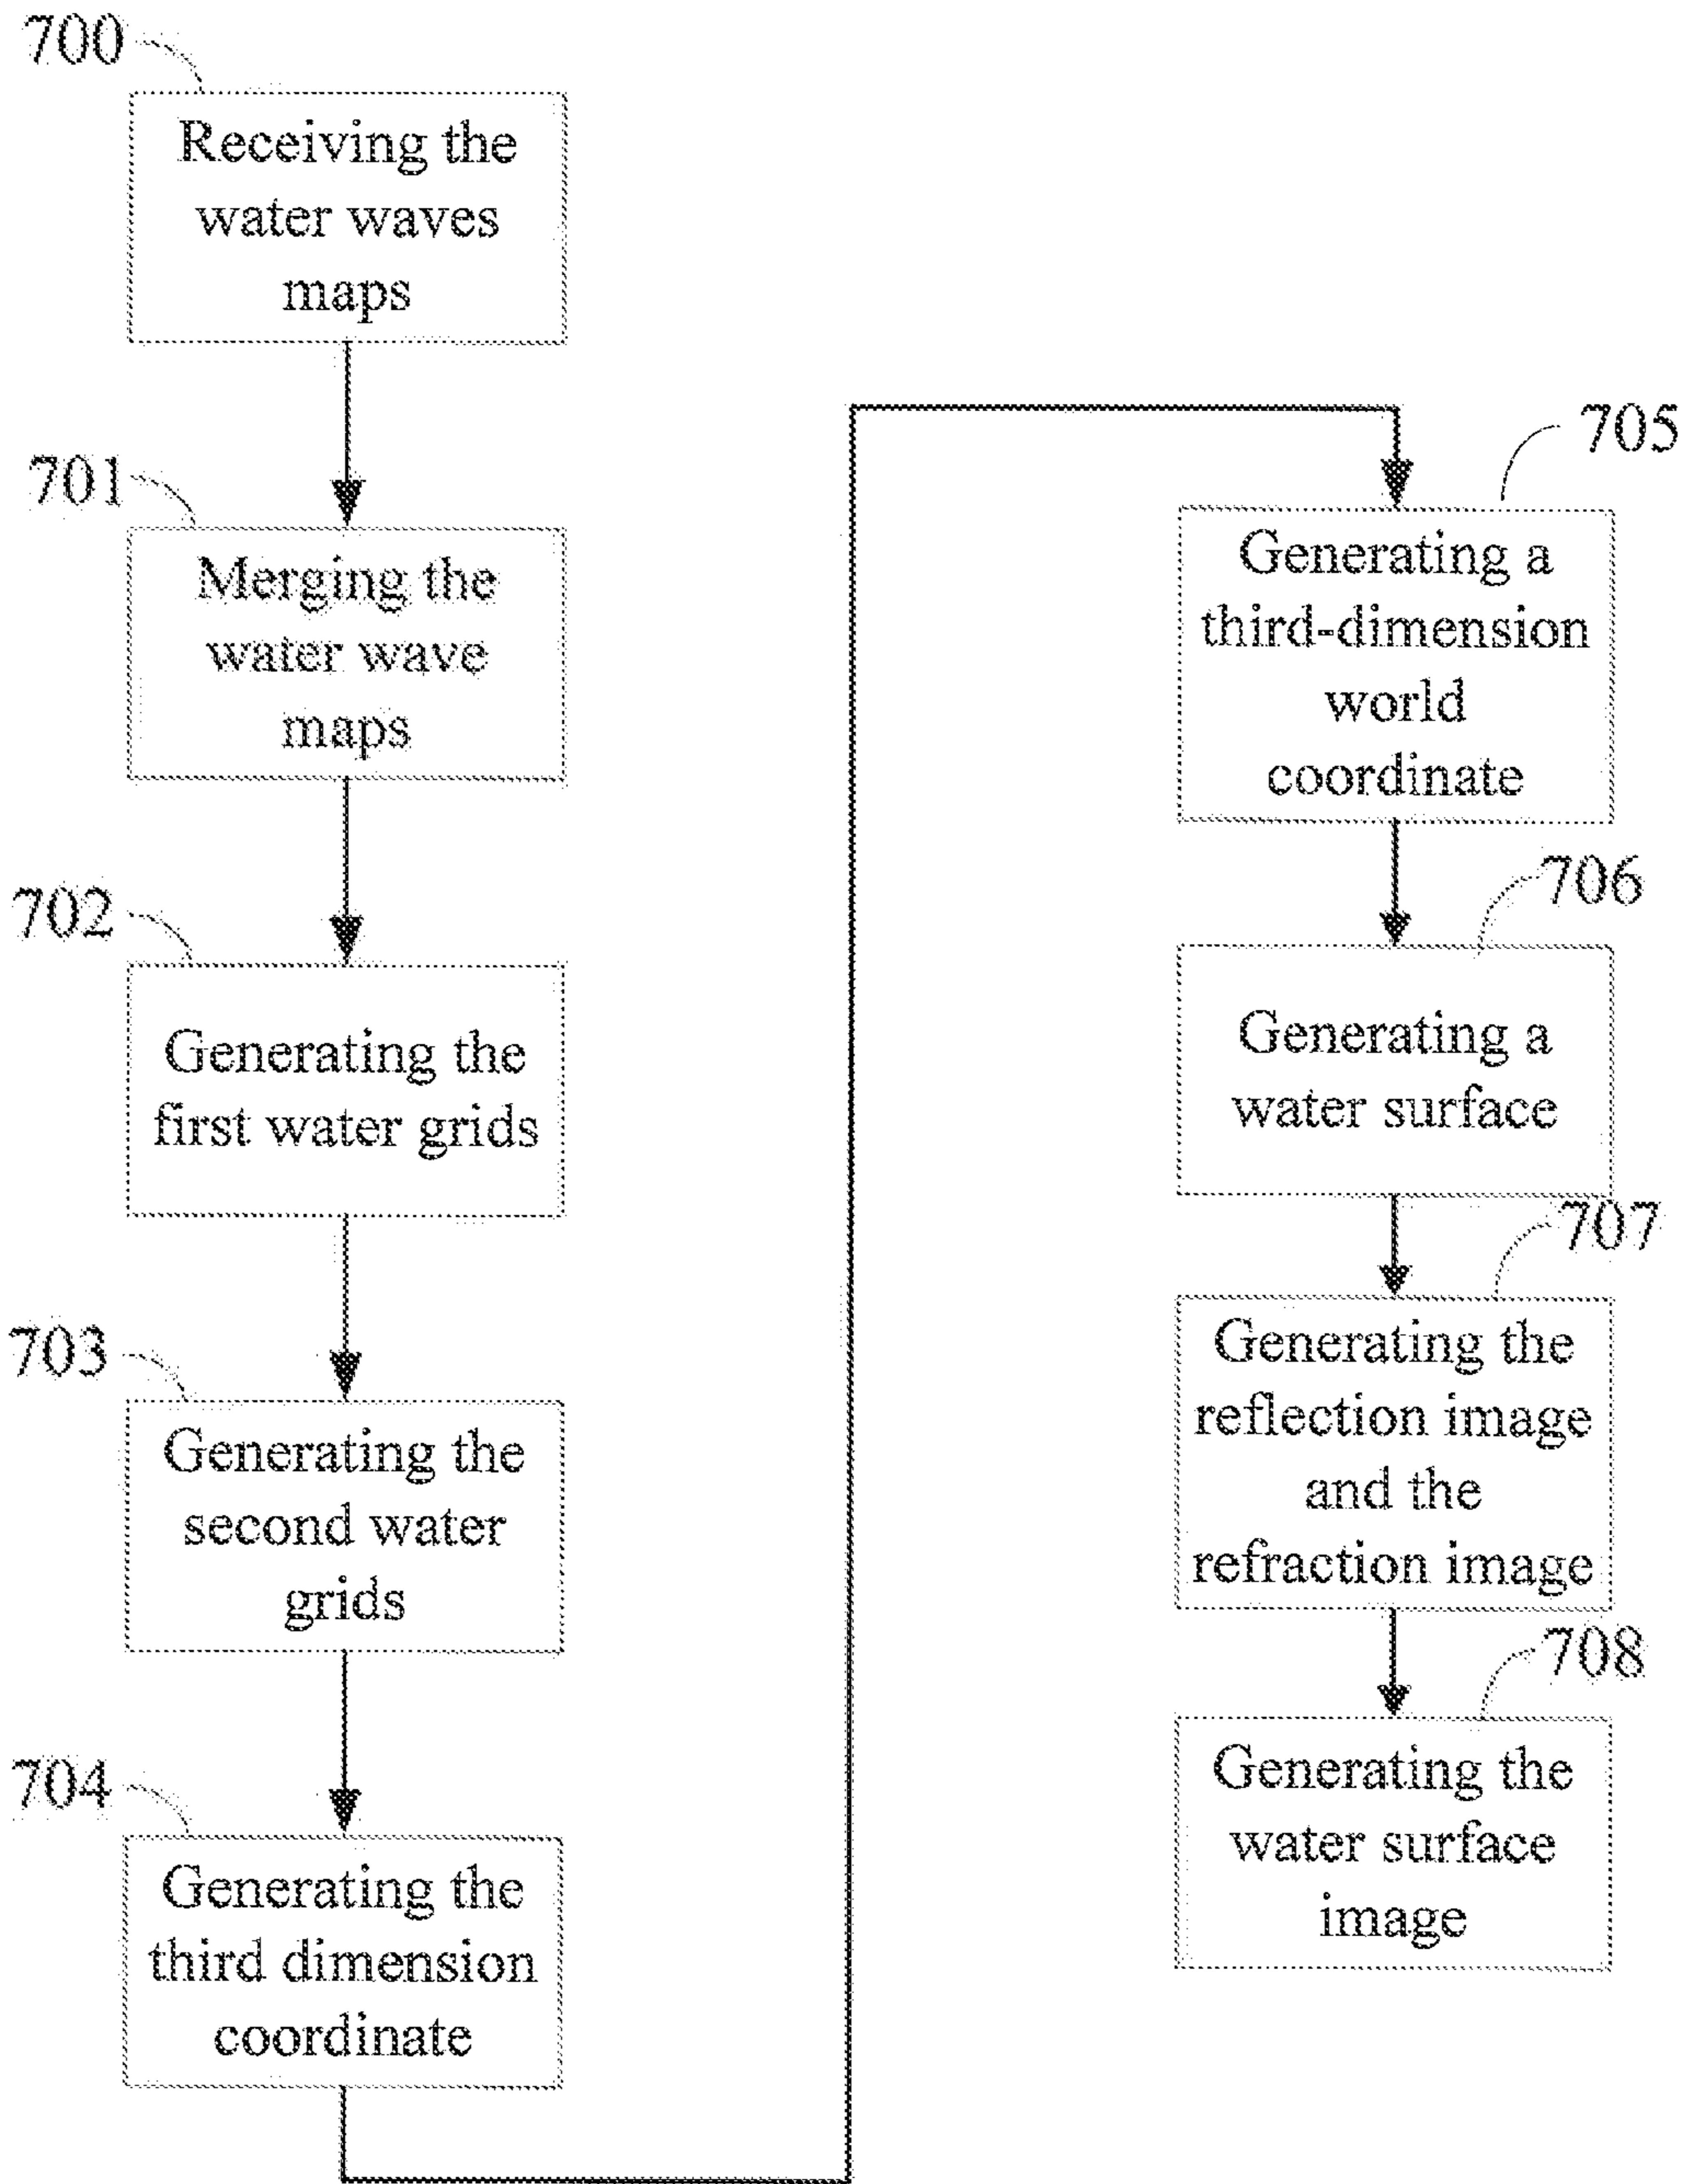 700
Receiving the
water waves
maps
701
Merging the
water wave
maps
702
Generating the
first water grids
703
Generating the
second water
grids
704
Generating the
third dimension
coordinate
705
Generating a
third-dimension
world
coordinate
706
Generating a
water surface
707
Generating the
reflection image
and the
refraction image
708
Generating the
water surface
image